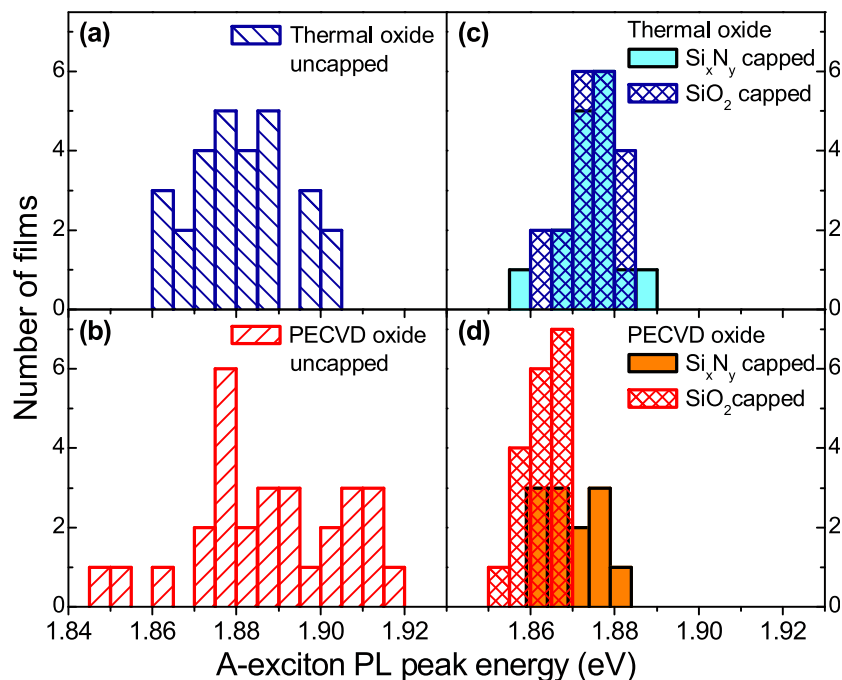 (a)
Thermal oxide
uncapped
(c)
Thermal oxide
SixNy capped
SiO2 capped
6
4
2
0
6
4
2
0
(b)
PECVD oxide
uncapped
(d)
PECVD oxide
SixNy capped
SiO2capped
6
4
2
0
6
4
2
0
Number of films
1.84 1.86 1.88 1.90 1.92 1.86 1.88 1.90 1.92
A-exciton PL peak energy (eV)